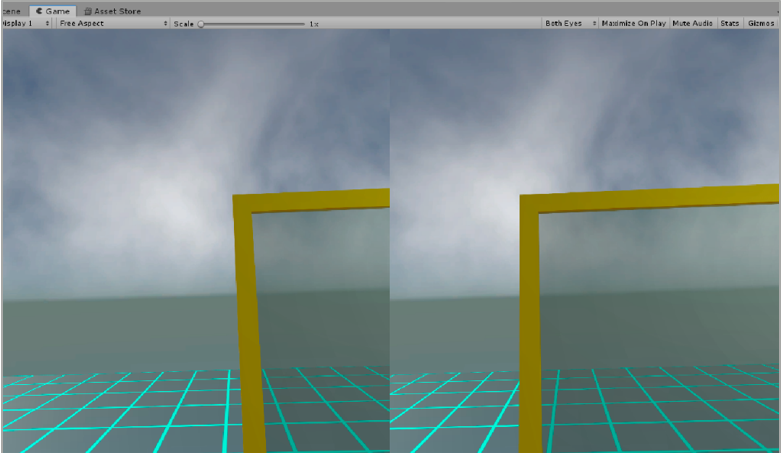 cene Game Asset Store
isplay 1 Free Aspect Scale 1x Both Eyes Maximize On Play Mute Audio Stats Gizmos